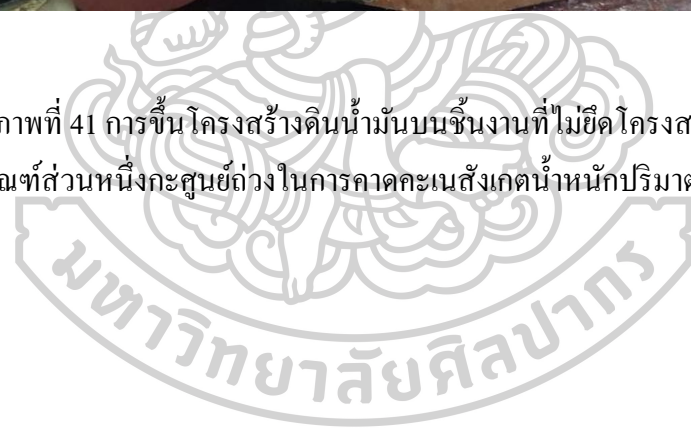 ภาพที่ 41 การขึ้นโครงสร้างดินน้ำมันบนชิ้นงานที่ไม่ยึดโครงส
ณฑ์ส่วนหนึ่งกะศูนย์ถ่วงในการคาดคะเนสังเกตน้ำหนักปริมาต
มหาวิทยาลัยศิลปากร